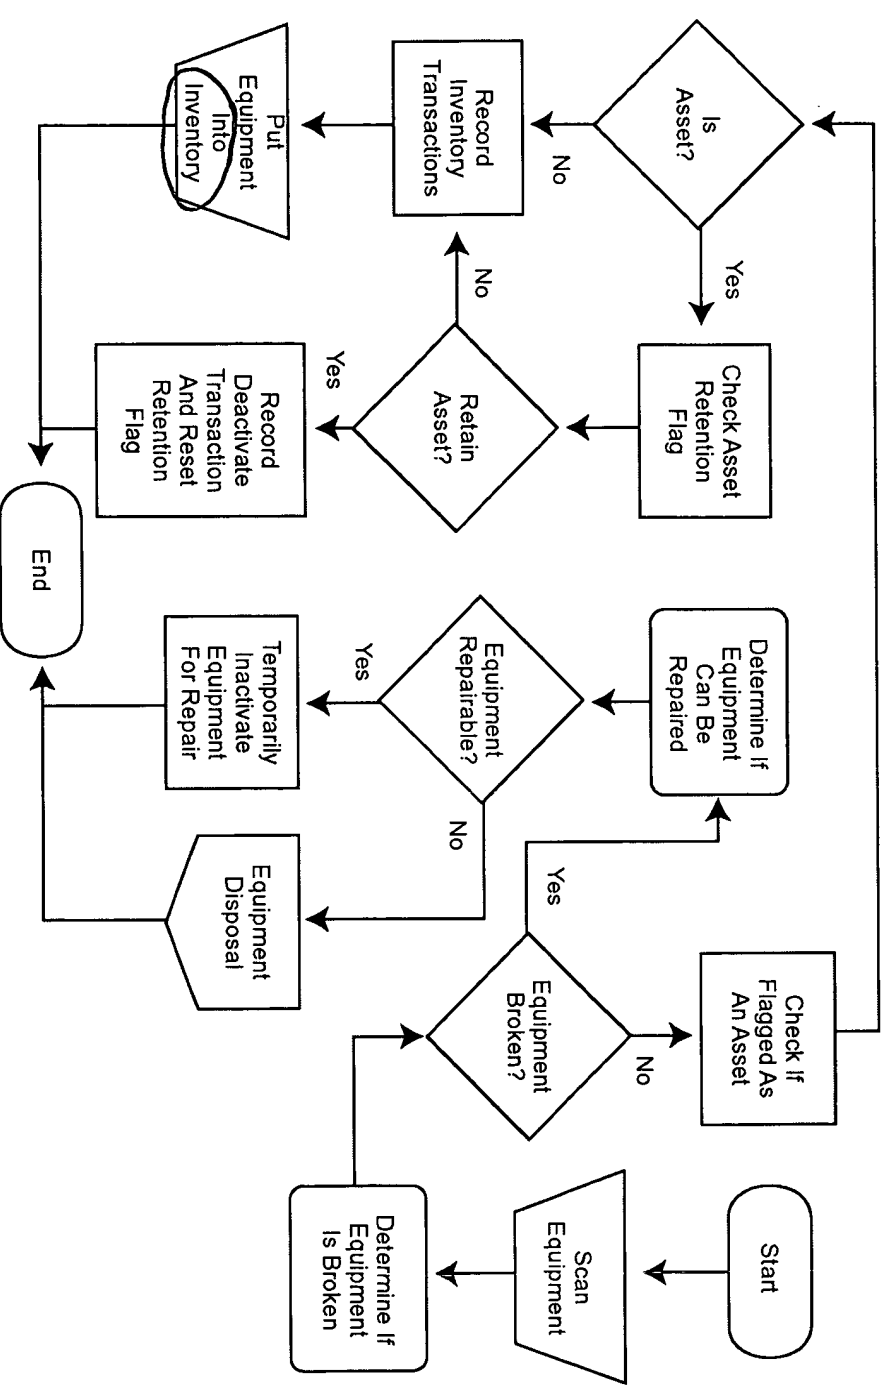 Start
Scan
Equipment
Determine If
Equipment
Is Broken
Equipment
Broken?
No
Yes
Check If
Flagged As
An Asset
Determine If
Equipment
Can Be
Repaired
Equipment
Repairable?
No
Yes
Temporarily
Inactivate
Equipment
For Repair
Equipment
Disposal
Is
Asset?
Yes
No
Check Asset
Retention
Flag
Retain
Asset?
No
Yes
Record
Inventory
Transactions
Record
Deactivate
Transaction
And Reset
Retention
Flag
Put
Equipment
Into
Inventory
End